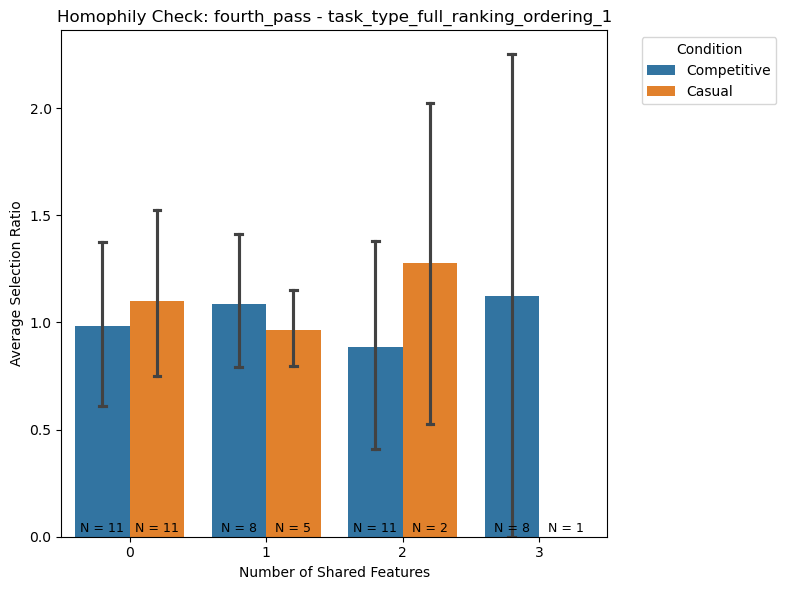 Homophily Check: fourth_pass - task_type_full_ranking_ordering_1
Condition
Competitive
Casual
Average Selection Ratio
2.0
1.5
1.0
0.5
0.0
N = 11 N = 11 N = 8 N = 5 N = 11 N = 2 N = 8 N = 1
0 1 2 3
Number of Shared Features